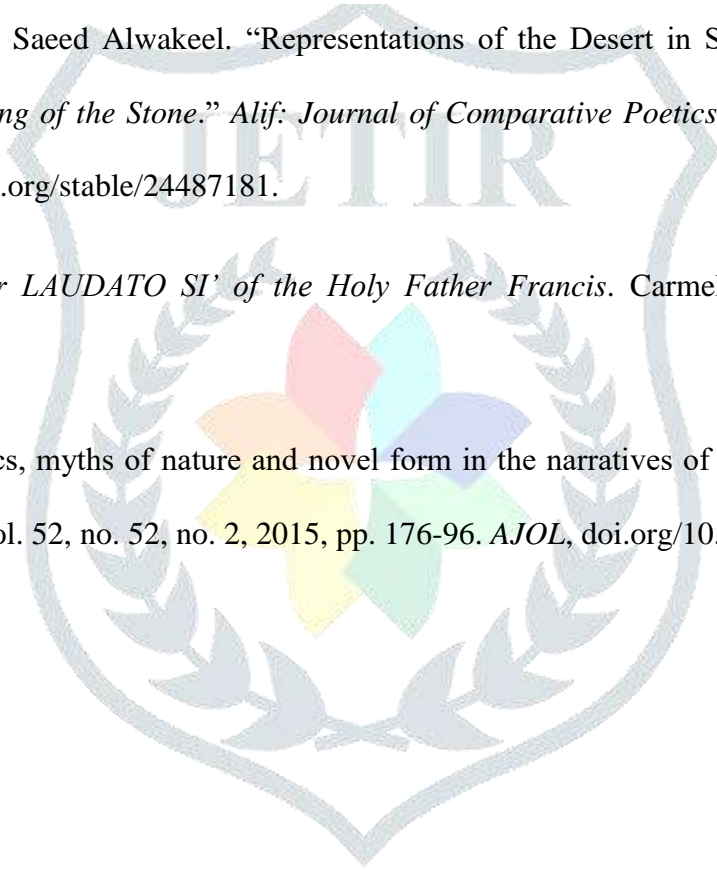 Saeed Alwakeel. “Representations of the Desert in S
ng of the Stone.” Alif: Journal of Comparative Poetics
JETIR
.org/stable/24487181.
r LAUDATO SI’ of the Holy Father Francis. Carmel
cs, myths of nature and novel form in the narratives of
ol. 52, no. 52, no. 2, 2015, pp. 176-96. AJOL, doi.org/10.